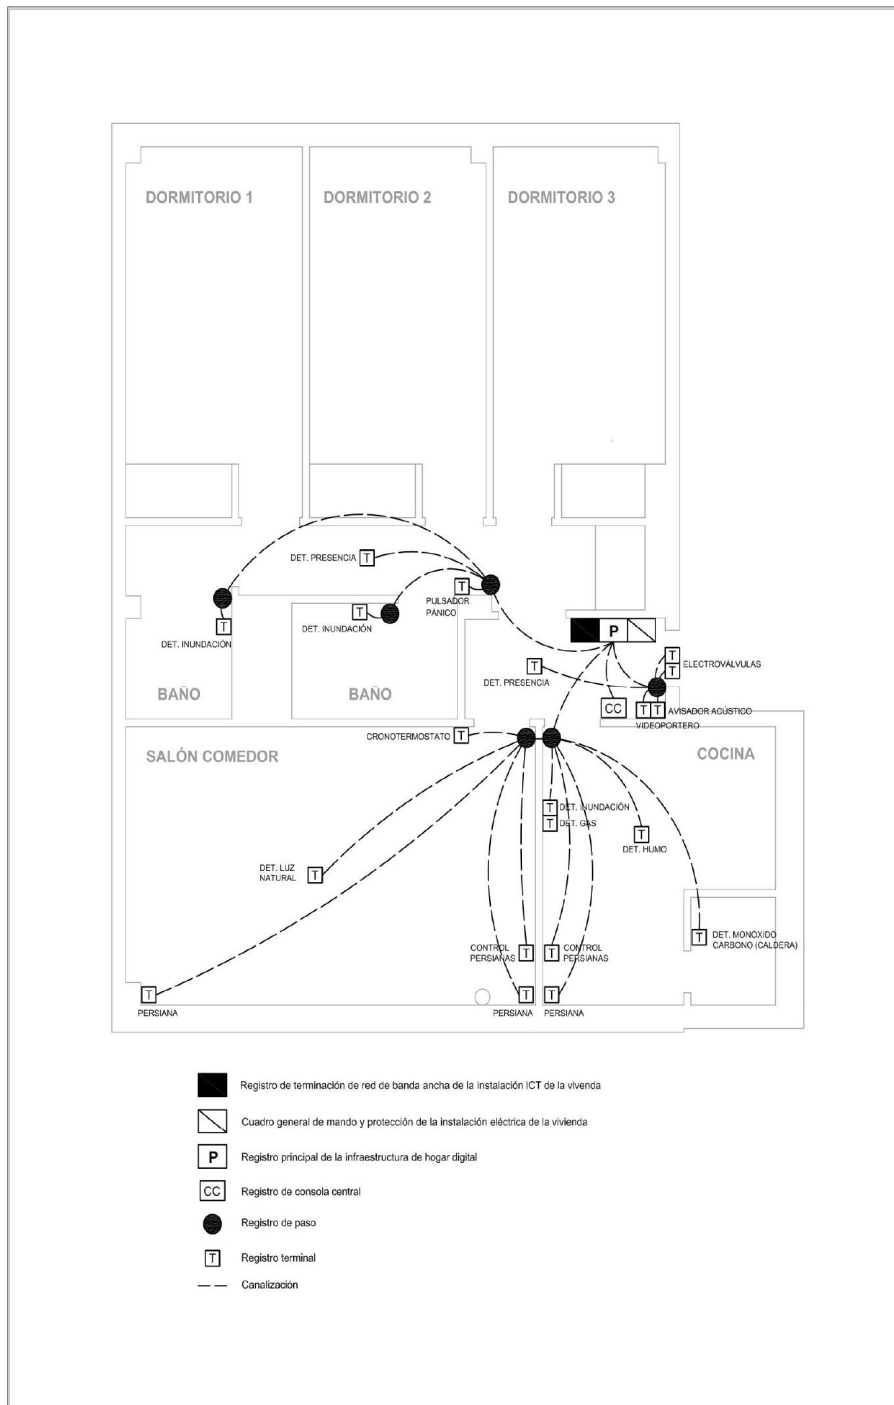 DORMITORIO 1
DORMITORIO 2
DORMITORIO 3
DET. PRESENCIA
T
T
PULSADOR
PÁNICO
T
DET. INUNDACIÓN
T
DET. INUNDACIÓN
P
T
T
ELECTROVÁLVULAS
T
DET. PRESENCIA
CC
T
T
AVISADOR ACÚSTICO
VIDEOPORTERO
BAÑO
BAÑO
CRONOTERMOSTATO
T
SALÓN COMEDOR
COCINA
T
DET. INUNDACIÓN
T
DET. GAS
T
DET. HUMO
DET. LUZ
NATURAL
T
T
DET. MONÓXIDO
CARBONO (CALDERA)
CONTROL
PERSIANAS
T
T
CONTROL
PERSIANAS
T
PERSIANA
T
PERSIANA
T
PERSIANA
Registro de terminación de red de banda ancha de la instalación ICT de la vivenda
Cuadro general de mando y protección de la instalación eléctrica de la vivienda
P
Registro principal de la infraestructura de hogar digital
CC
Registro de consola central
Registro de paso
T
Registro terminal
Canalización